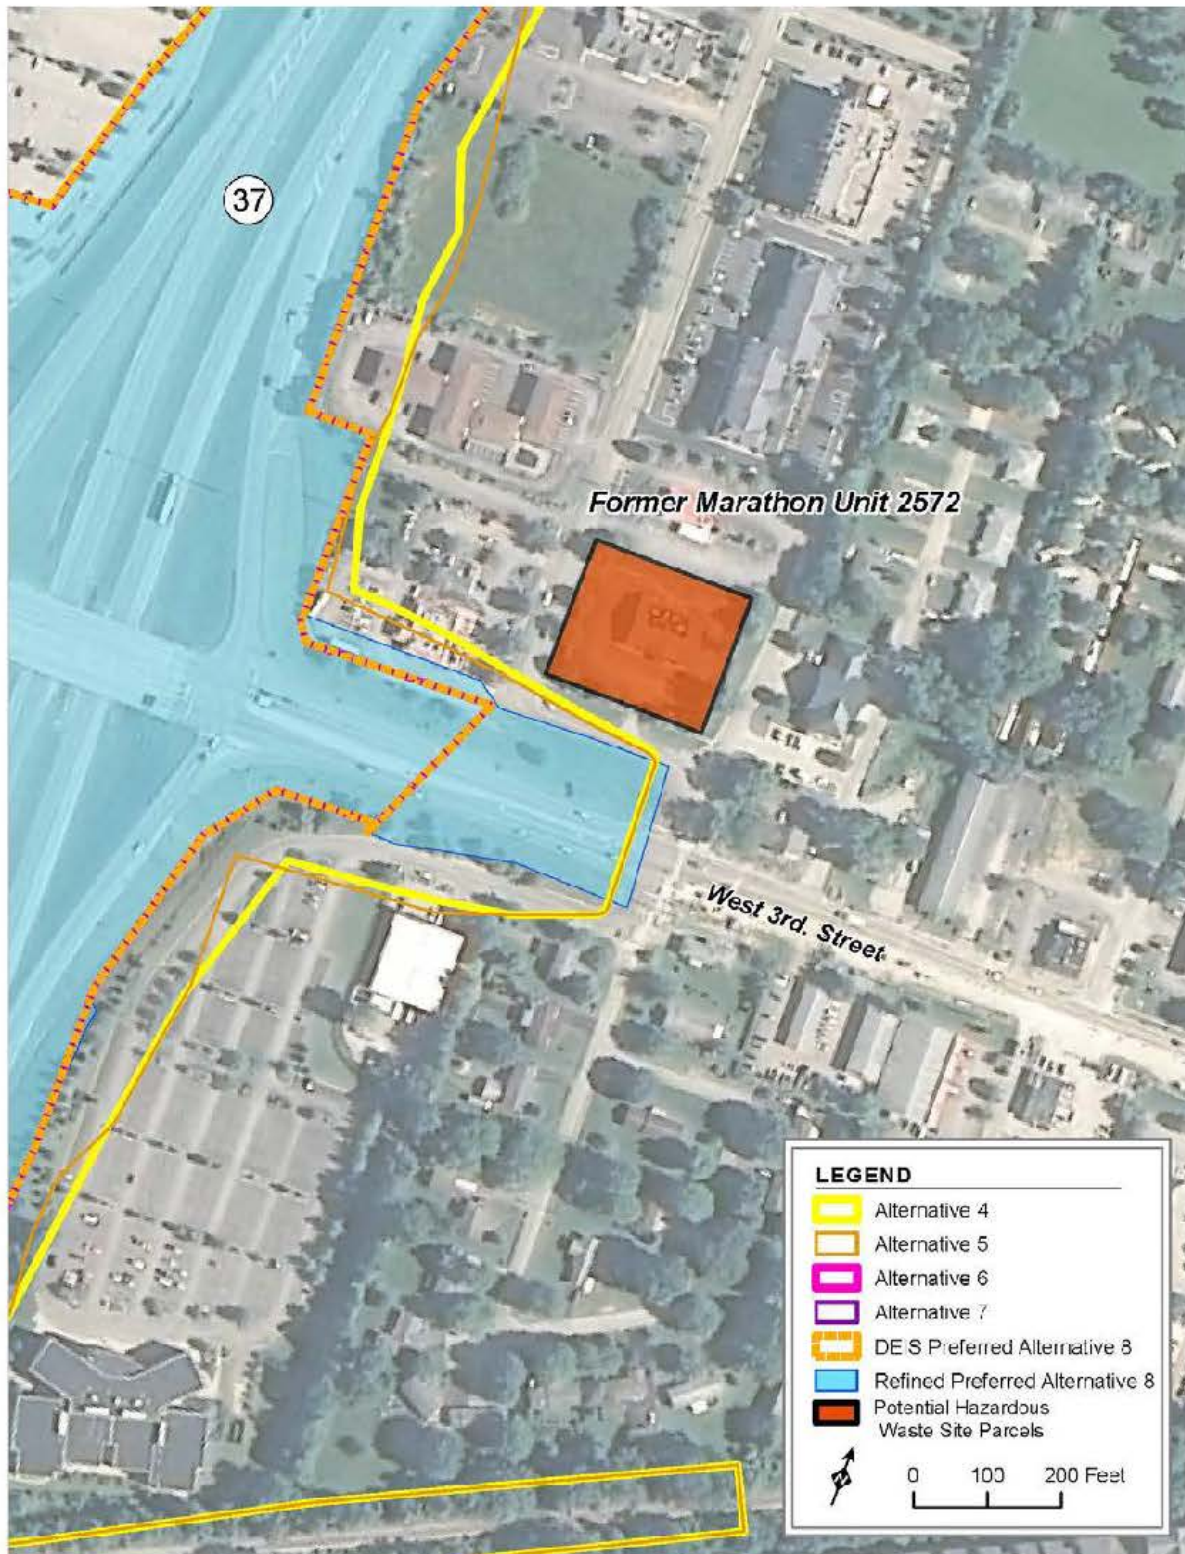 37
Former Marathon Unit 2572
West 3rd. Street
LEGEND
Alternative 4
Alternative 5
Alternative 6
Alternative 7
DEIS Preferred Alternative 8
Refined Preferred Alternative 8
Potential Hazardous
Waste Site Parcels
N
0 100 200 Feet